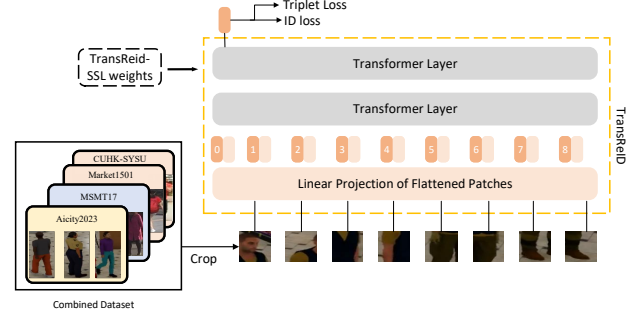 Triplet Loss
ID loss
TransReid-
SSL weights
Transformer Layer
Transformer Layer
TransReID
0 1 2 3 4 5 6 7 8
Linear Projection of Flattened Patches
CUHK-SYSU
Market1501
MSMT17
Aicity2023
Crop
Combined Dataset